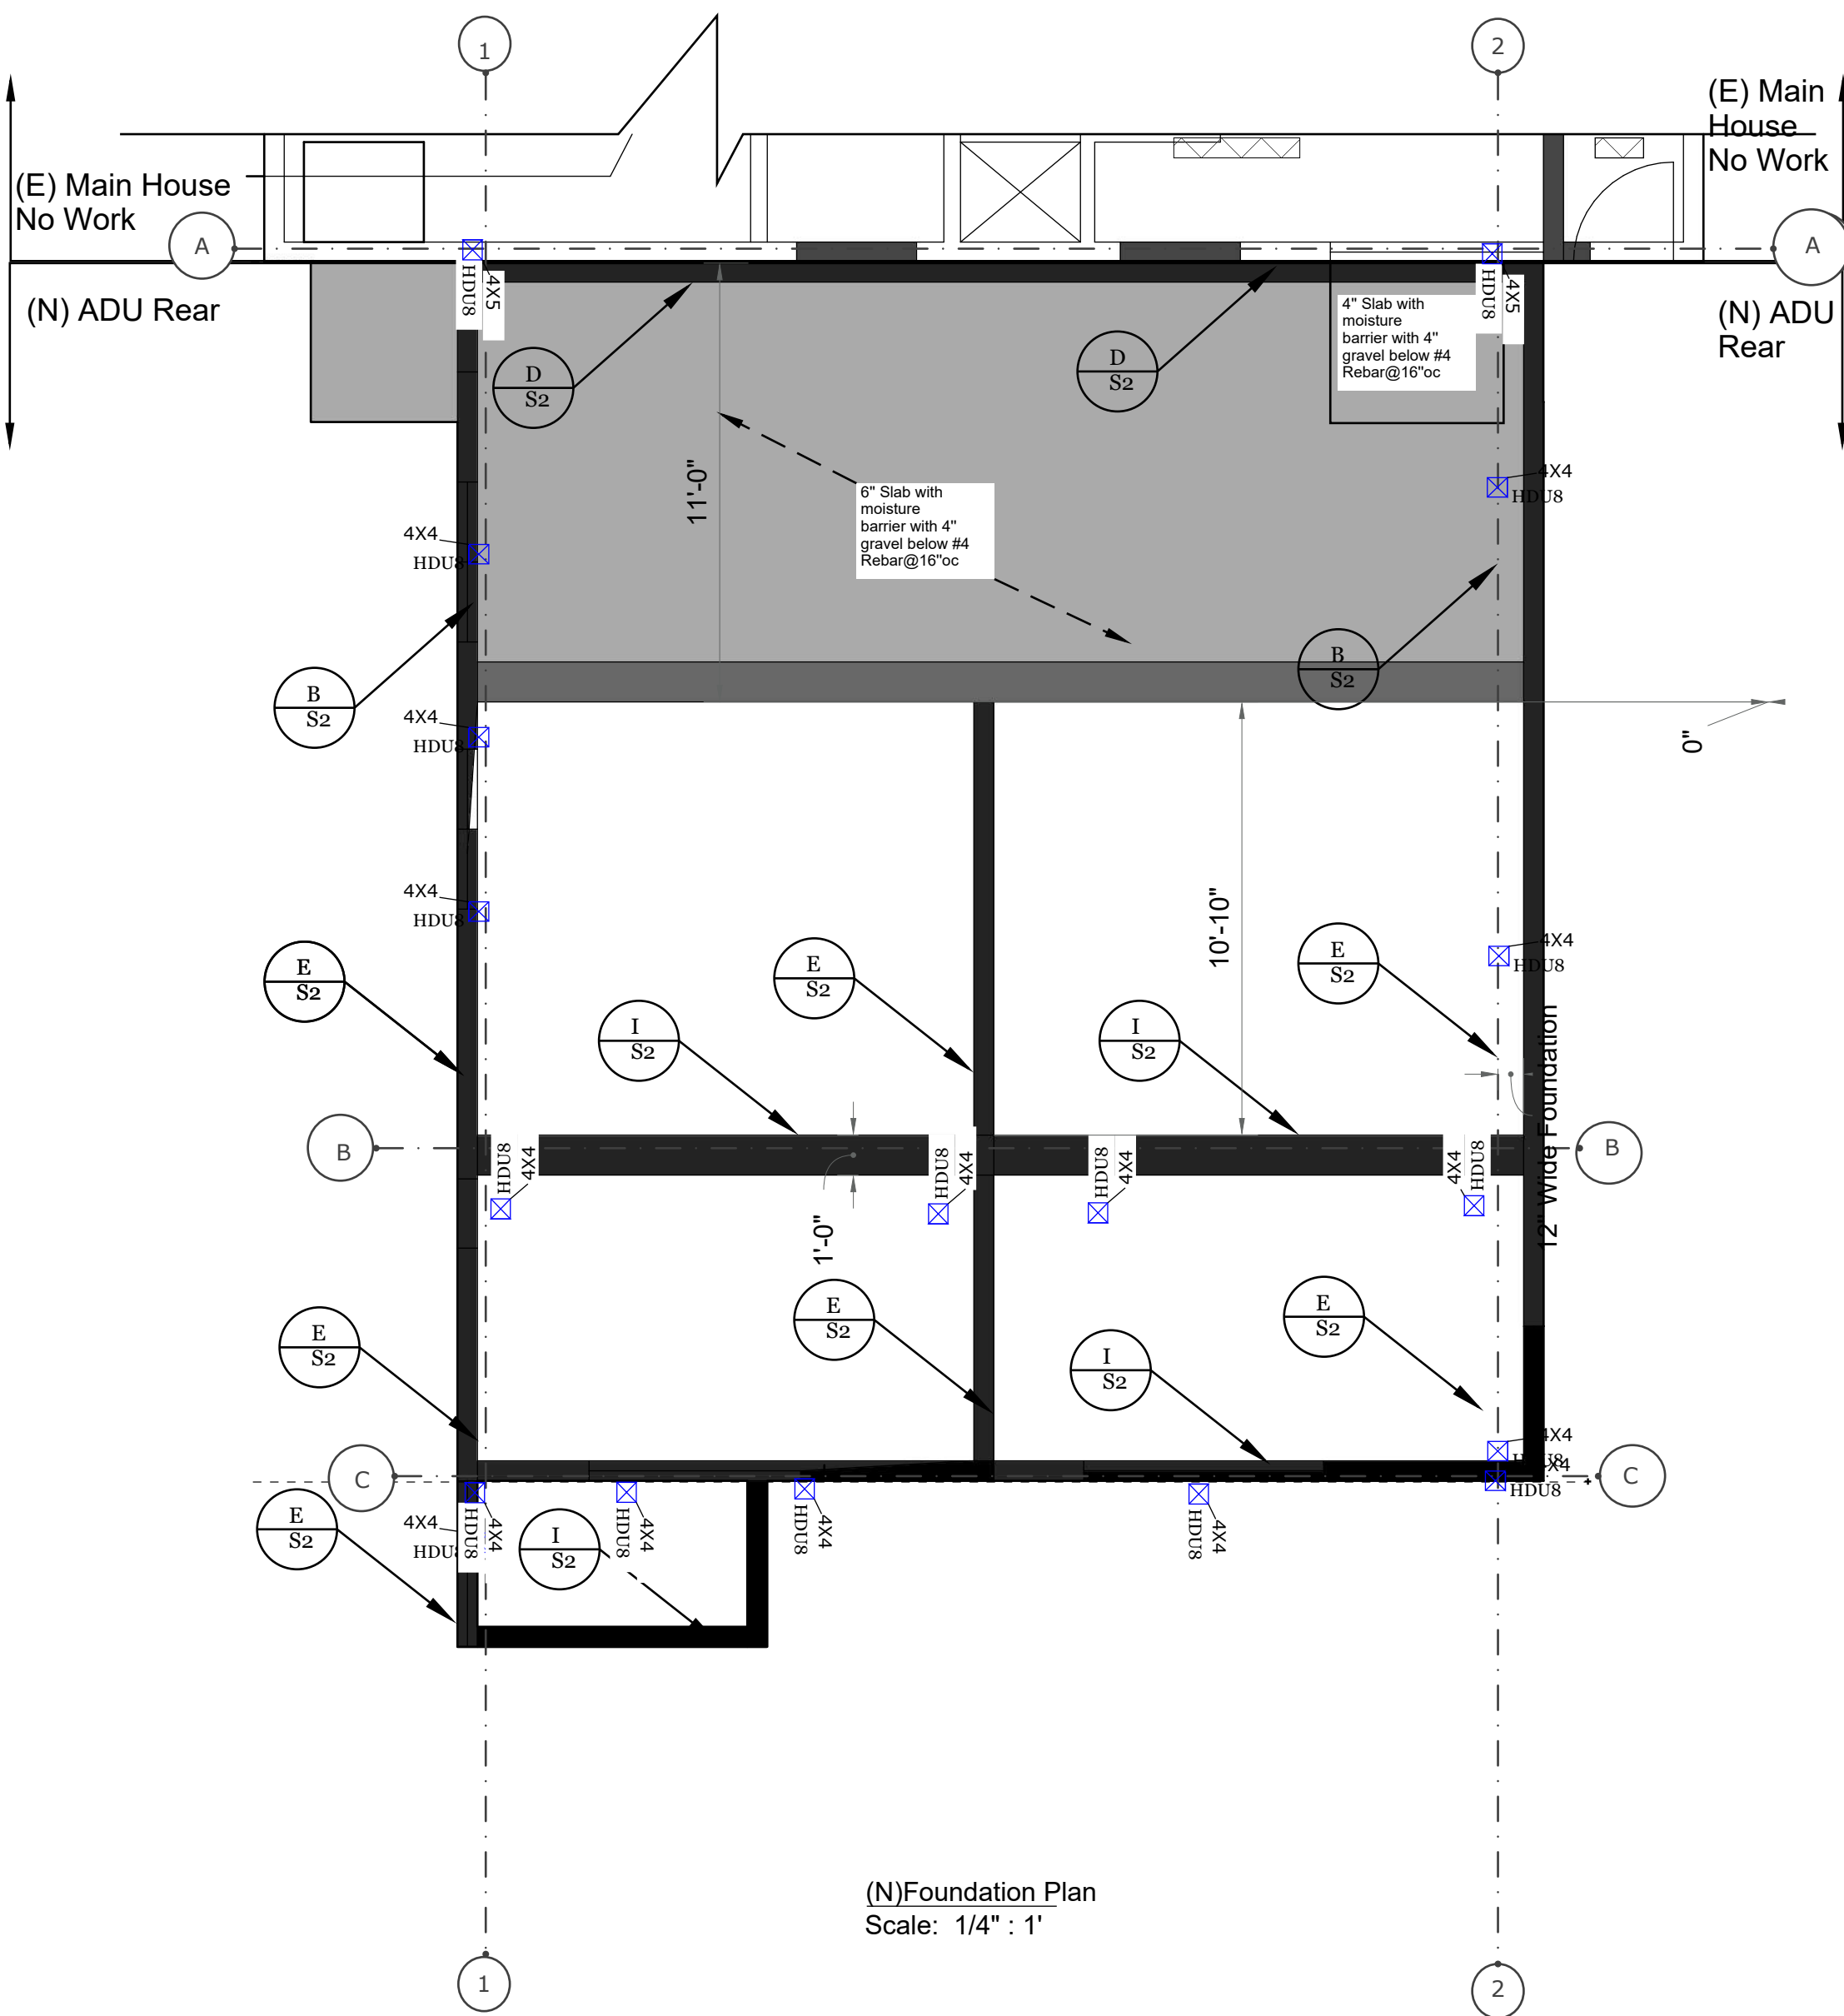 1
2
(E) Main
House
No Work
(E) Main House
No Work
A
A
(N) ADU Rear
(N) ADU
Rear
HDU8
4X5
HDU8
4X5
4" Slab with
moisture
barrier with 4"
gravel below #4
Rebar@16"oc
D
S2
D
S2
11'-0"
6" Slab with
moisture
barrier with 4"
gravel below #4
Rebar@16"oc
4X4
HDU8
4X4
HDU8
B
S2
B
S2
4X4
HDU8
0"
4X4
HDU8
10'-10"
4X4
HDU8
E
S2
E
S2
E
S2
I
S2
I
S2
12" Wide Foundation
B
B
HDU8
4X4
HDU8
4X4
HDU8
4X4
4X4
HDU8
1'-0"
E
S2
E
S2
E
S2
I
S2
4X4
HDU8
4X4
HDU8
C
C
E
S2
4X4
HDU8
HDU8
4X4
I
S2
HDU8
4X4
HDU8
4X4
HDU8
4X4
(N)Foundation Plan
Scale: 1/4" : 1'
1
2